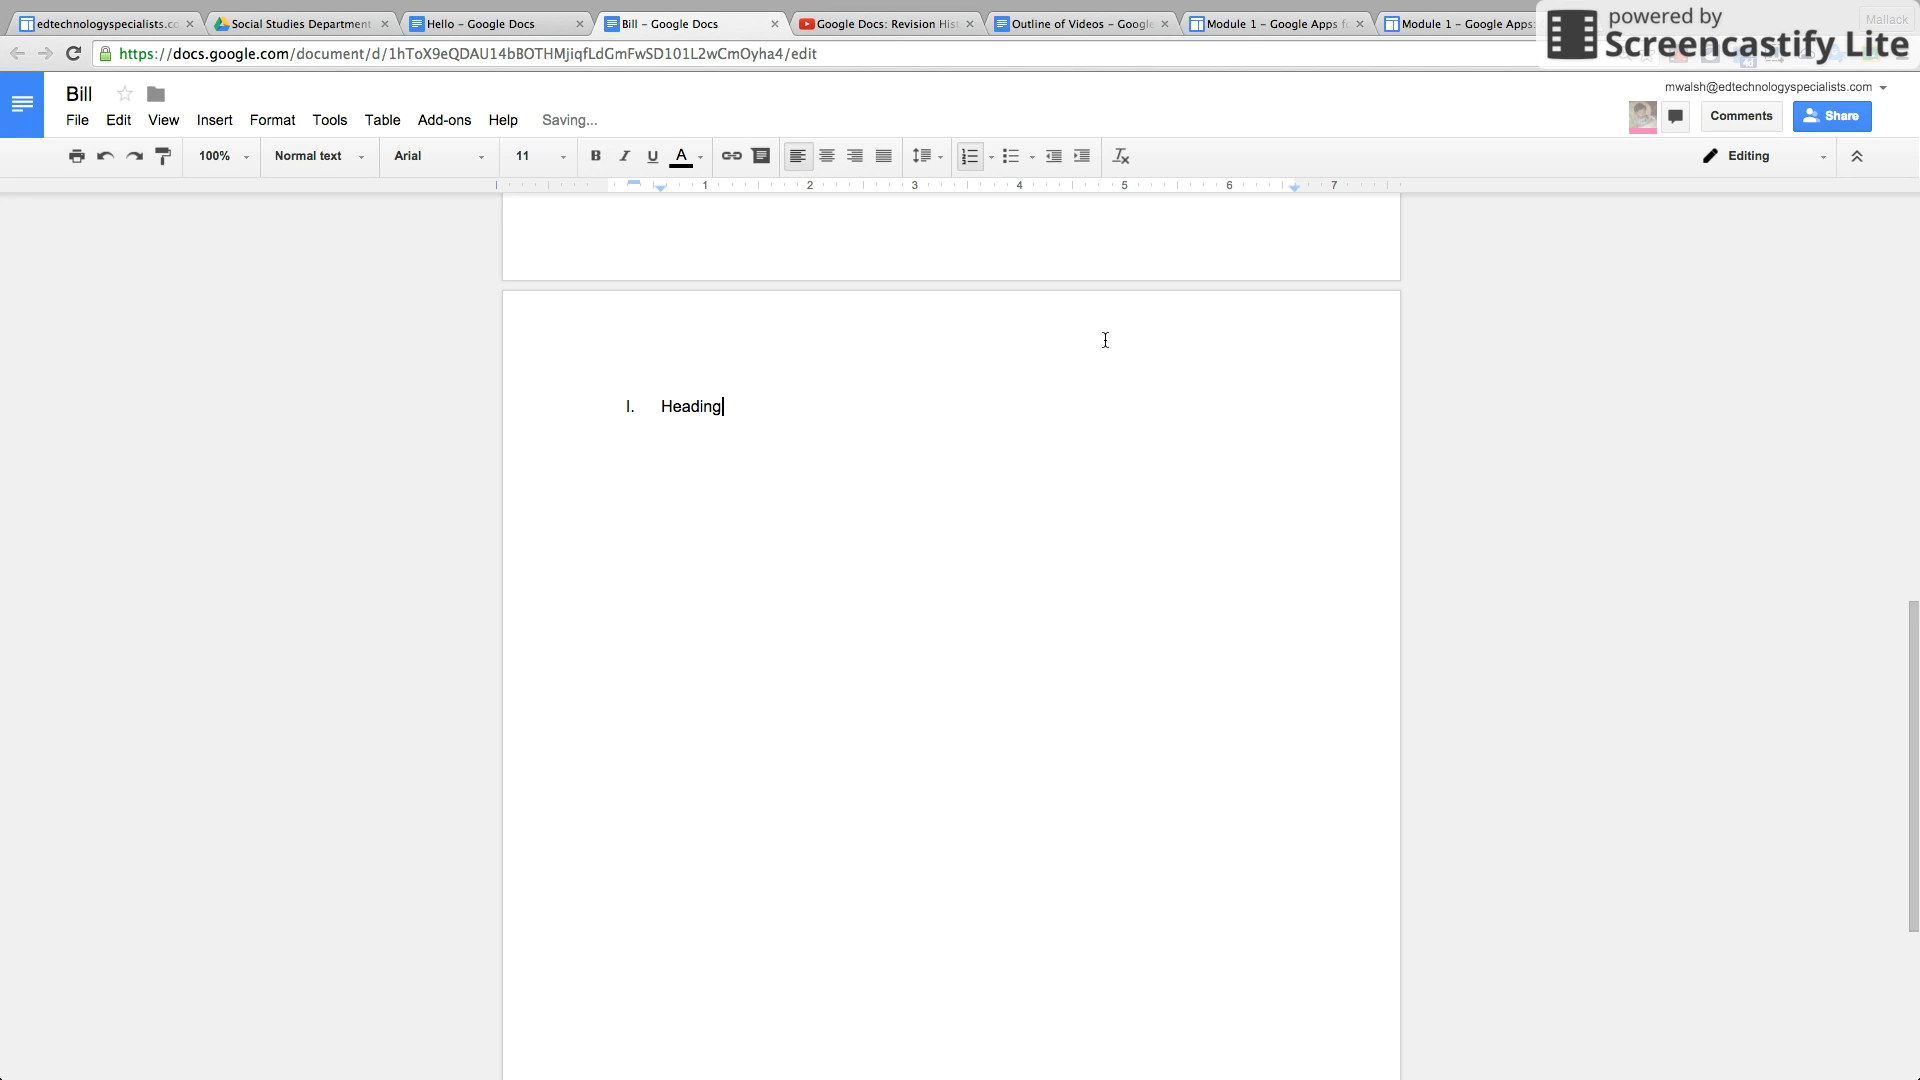 edtechnologyspecialists.co
Social Studies Department
Hello – Google Docs
Bill – Google Docs
Google Docs: Revision Hist
Outline of Videos – Google
Module 1 – Google Apps fo
Module 1 – Google Apps:
Mallack
powered by
Screencastify Lite
https://docs.google.com/document/d/1hToX9eQDAU14bBOTHMjiqfLdGmFwSD101L2wCmOyha4/edit
Bill
mwalsh@edtechnologyspecialists.com
File Edit View Insert Format Tools Table Add-ons Help Saving...
Comments
Share
100% Normal text Arial 11 B I U A Editing
1 2 3 4 5 6 7
I. Heading